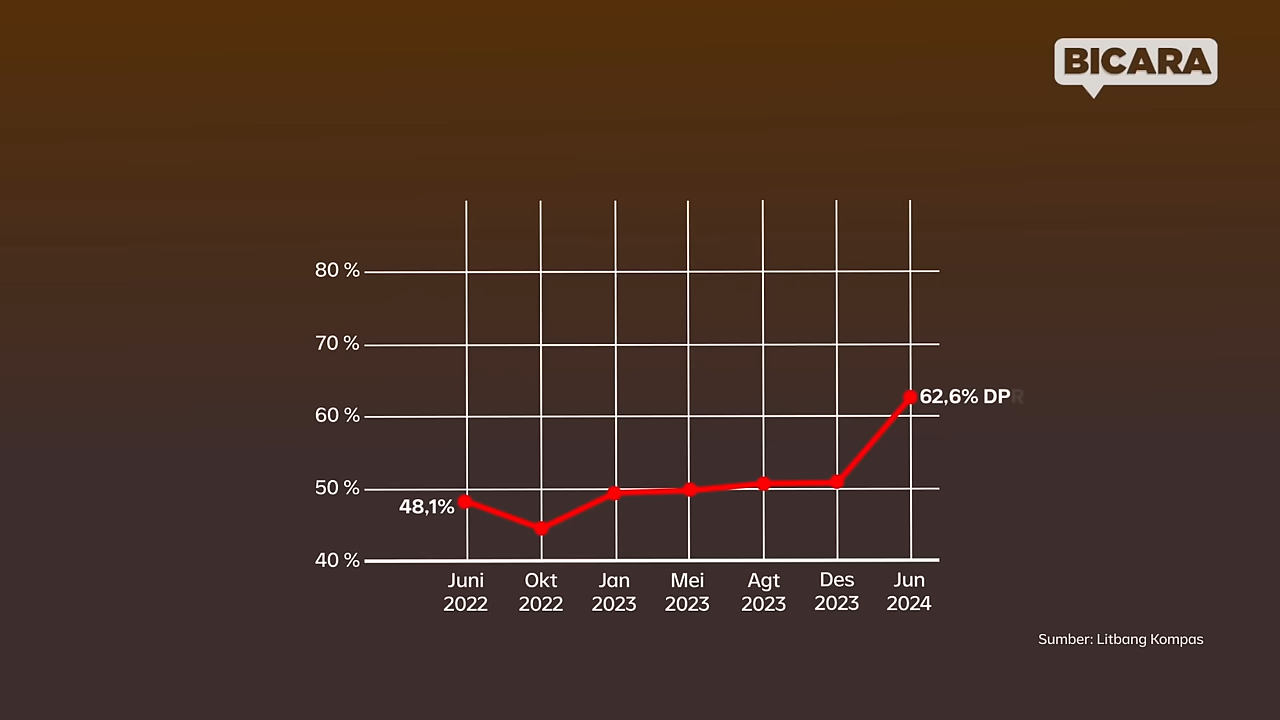 BICARA
80 %
70 %
62,6% DPR
60 %
50 %
48,1%
40 %
Juni Okt Jan Mei Agt Des Jun
2022 2022 2023 2023 2023 2023 2024
Sumber: Litbang Kompas